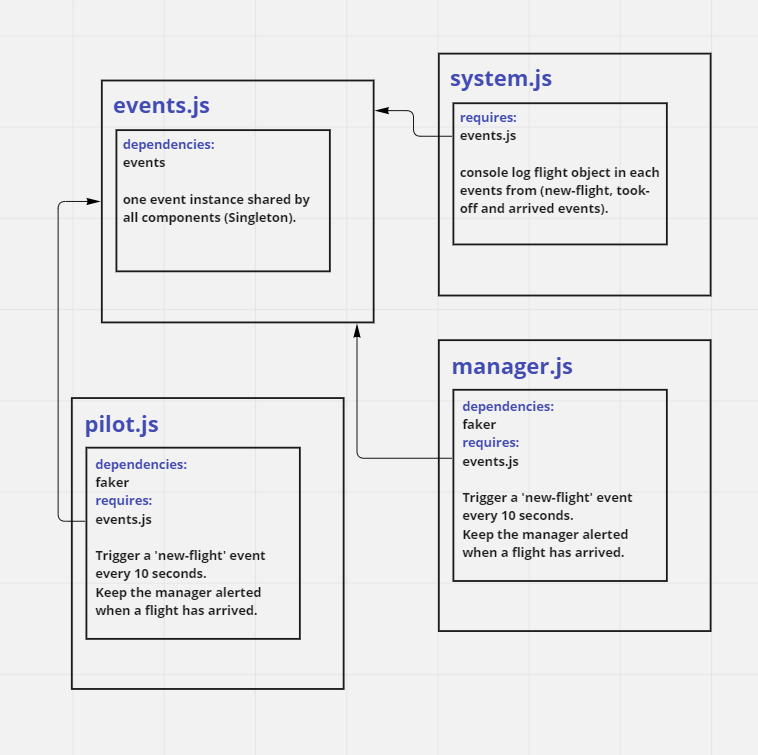 events.js
dependencies:
events
one event instance shared by
all components (Singleton).
system.js
requires:
events.js
console log flight object in each
events from (new-flight, took-
off and arrived events).
pilot.js
dependencies:
faker
requires:
events.js
Trigger a 'new-flight' event
every 10 seconds.
Keep the manager alerted
when a flight has arrived.
manager.js
dependencies:
faker
requires:
events.js
Trigger a 'new-flight' event
every 10 seconds.
Keep the manager alerted
when a flight has arrived.